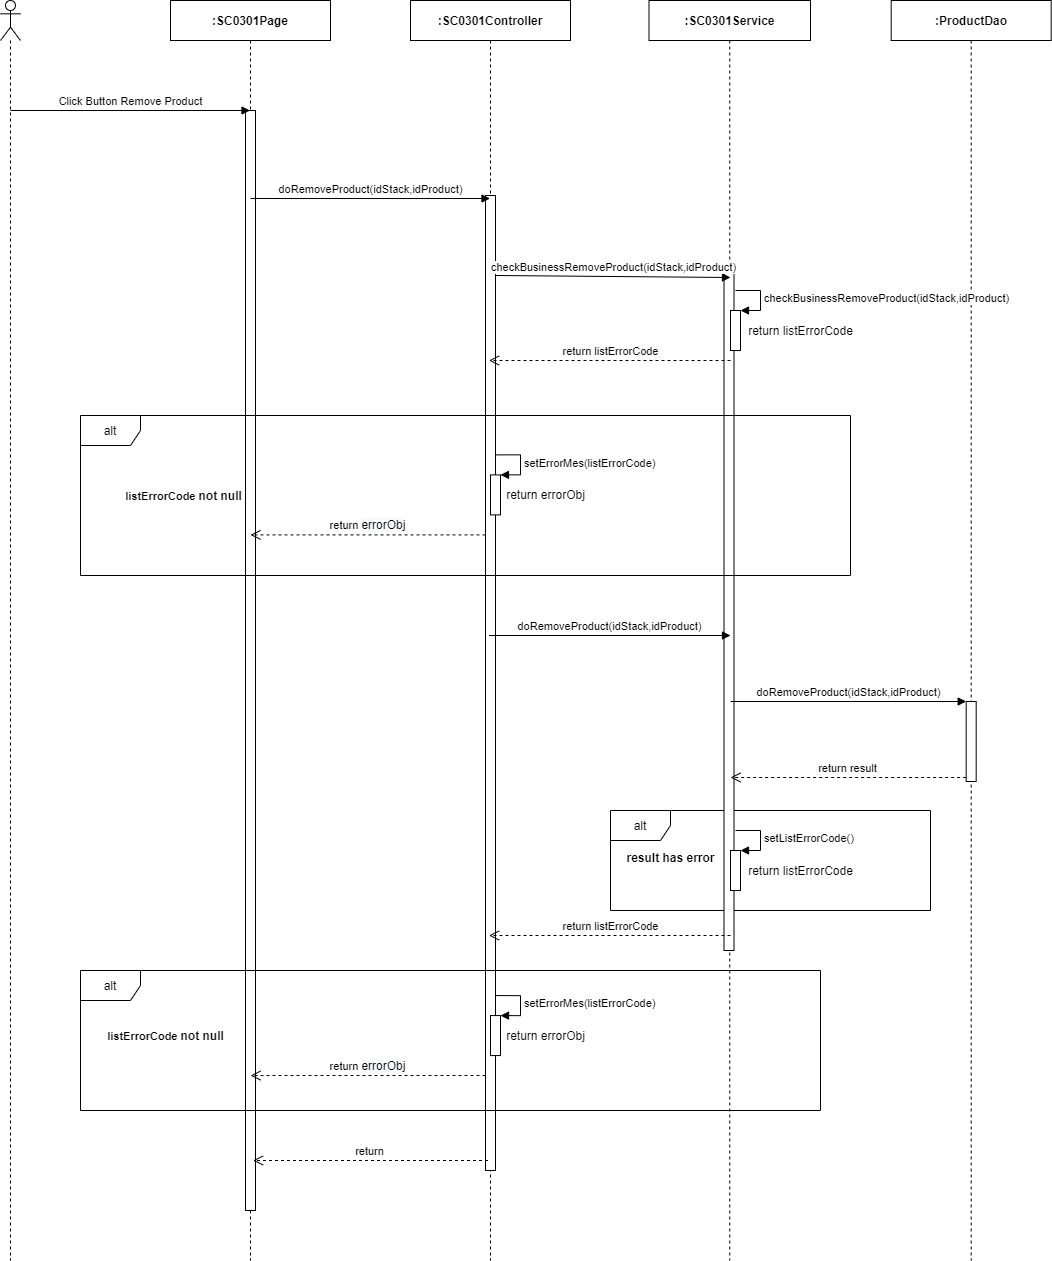 :SC0301Page
:SC0301Controller
:SC0301Service
:ProductDao
Click Button Remove Product
doRemoveProduct(idStack,idProduct)
checkBusinessRemoveProduct(idStack,idProduct)
checkBusinessRemoveProduct(idStack,idProduct)
return listErrorCode
return listErrorCode
alt
setErrorMes(listErrorCode)
listErrorCode not null
return errorObj
return errorObj
doRemoveProduct(idStack,idProduct)
doRemoveProduct(idStack,idProduct)
return result
alt
setListErrorCode()
result has error
return listErrorCode
return listErrorCode
alt
setErrorMes(listErrorCode)
listErrorCode not null
return errorObj
return errorObj
return